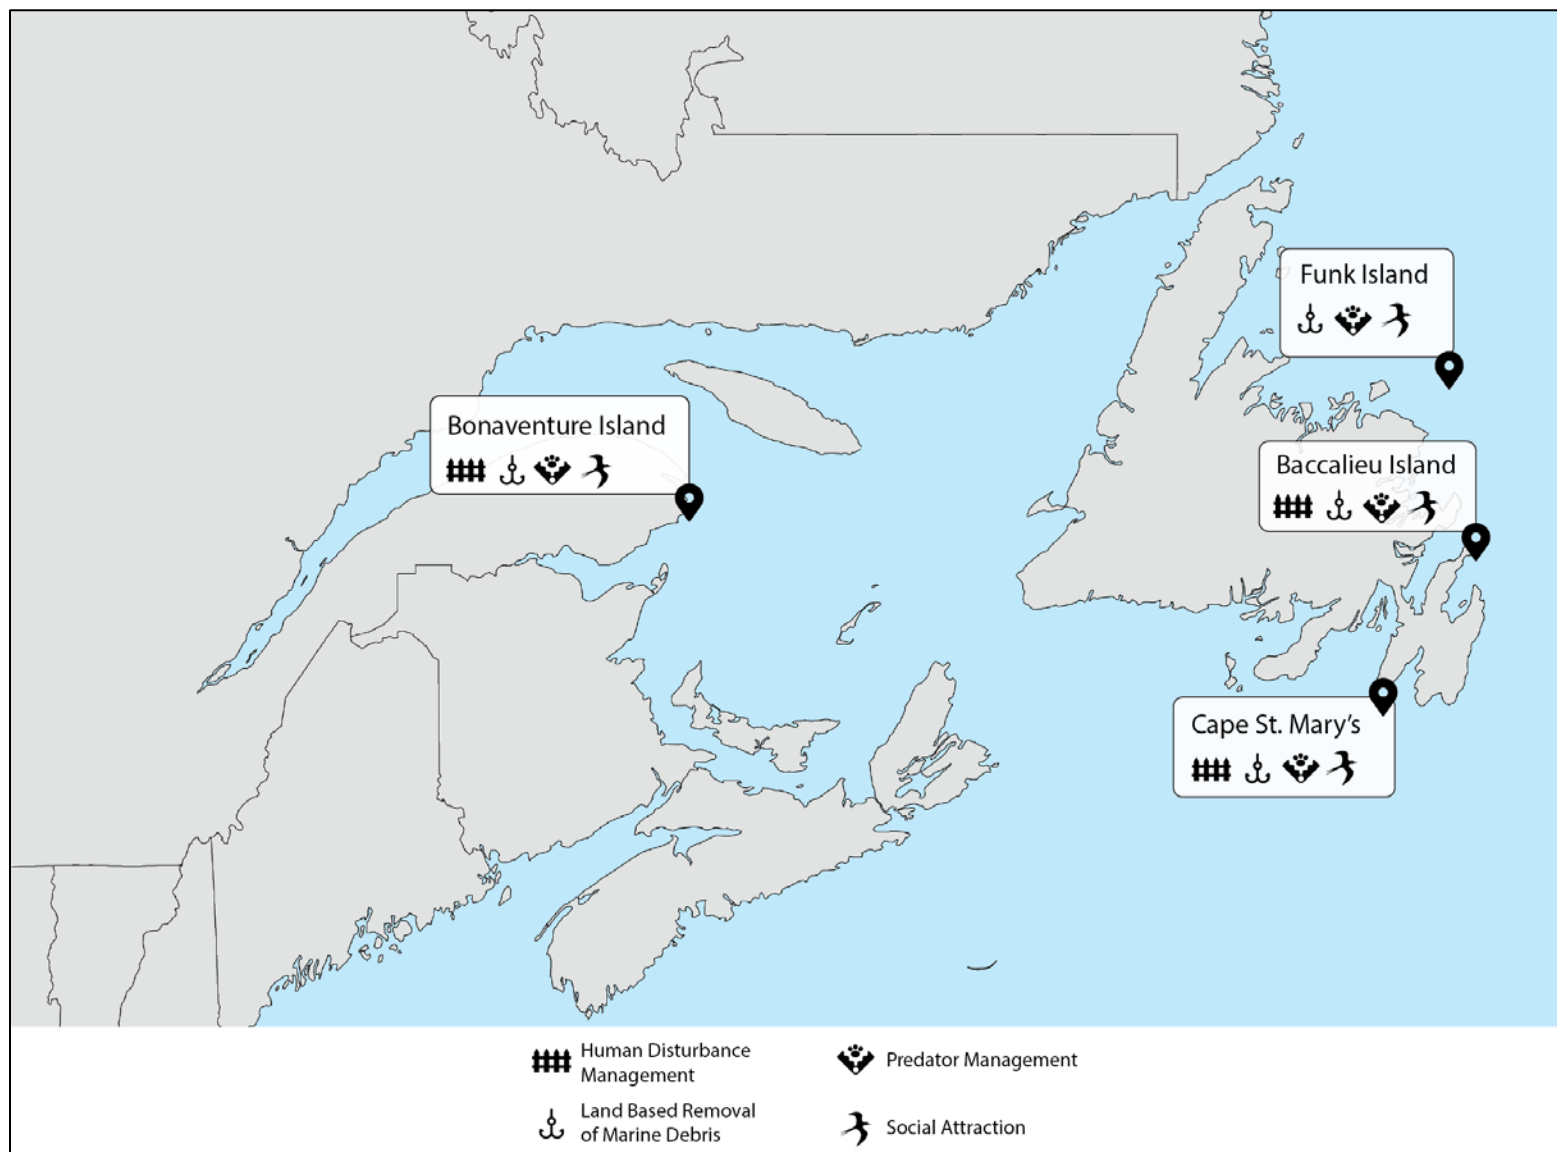 Funk Island
Bonaventure Island
Baccalieu Island
Cape St. Mary's
Human Disturbance
Management
Predator Management
Land Based Removal
of Marine Debris
Social Attraction